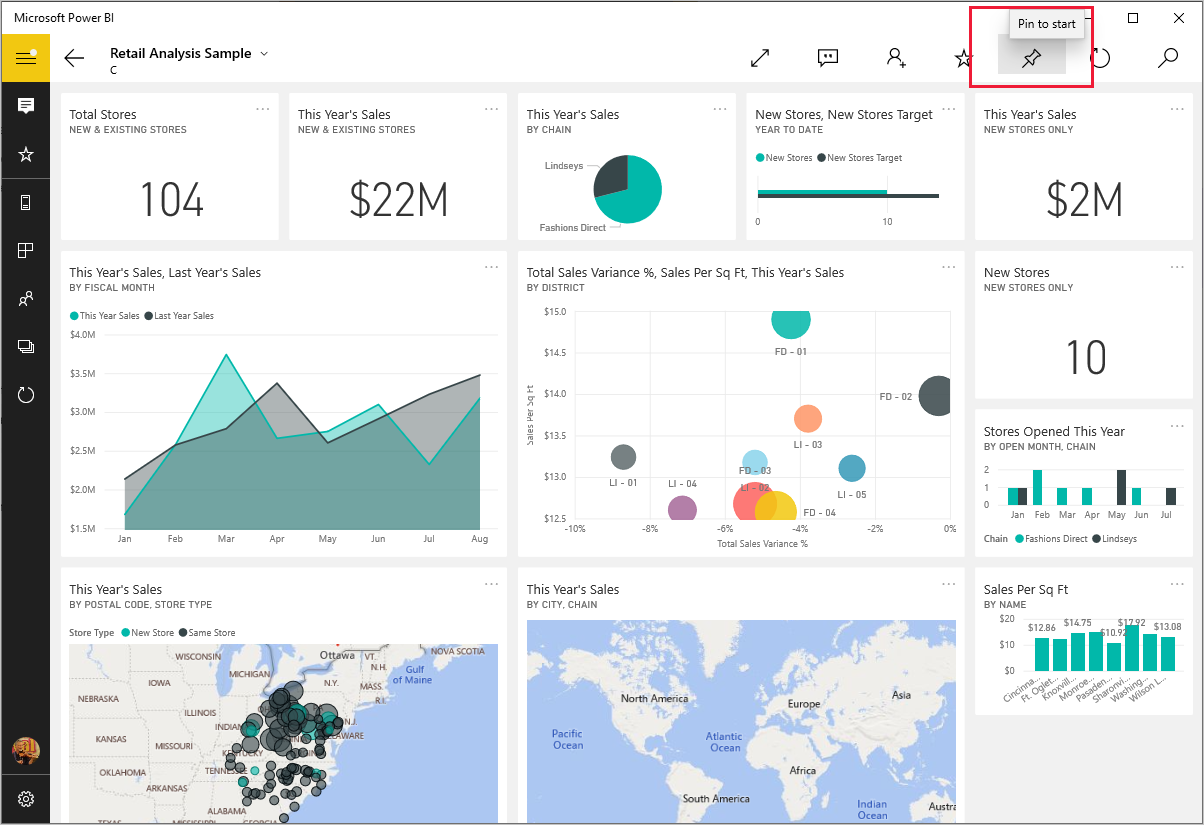 Microsoft Power BI
Pin to start
Retail Analysis Sample
C
Total Stores
NEW & EXISTING STORES
104
This Year's Sales
NEW & EXISTING STORES
$22M
This Year's Sales
BY CHAIN
Lindseys
Fashions Direct
New Stores, New Stores Target
YEAR TO DATE
New Stores New Stores Target
0 10
This Year's Sales
NEW STORES ONLY
$2M
This Year's Sales, Last Year's Sales
BY FISCAL MONTH
This Year Sales Last Year Sales
$4.0M
$3.5M
$3.0M
$2.5M
$2.0M
$1.5M
Jan Feb Mar Apr May Jun Jul Aug
Total Sales Variance %, Sales Per Sq Ft, This Year's Sales
BY DISTRICT
Sales Per Sq Ft
$15.0
$14.5
$14.0
$13.5
$13.0
$12.5
FD - 01
FD - 02
LI - 03
FD - 03
LI - 01
LI - 04
LI - 02
LI - 05
FD - 04
-10% -8% -6% -4% -2% 0%
Total Sales Variance %
New Stores
NEW STORES ONLY
10
Stores Opened This Year
BY OPEN MONTH, CHAIN
2
1
0
Jan Feb Mar Apr May Jun Jul
Chain Fashions Direct Lindseys
This Year's Sales
BY POSTAL CODE, STORE TYPE
Store Type New Store Same Store
Ottawa
VT.
NOVA SCOTIA
WISCONSIN
N.H.
MICHIGAN
Gulf
of Maine
N.Y.
MASS.
IOWA
R.I.
NEBRASKA
ILLINOIS
N.J.
INDIAN
DELAWARE
KANSAS
MISSOURI
KENTUCKY
OKLAHOMA
TENNESSEE
ARKANSAS
ALABAMA
TEXAS
MISSISSIPPI
GEORGIA
This Year's Sales
BY CITY, CHAIN
North America
Europe
Asia
Pacific
Ocean
Atlantic
Ocean
Africa
South America
Indian
Ocean
Austra
Sales Per Sq Ft
BY NAME
$20
$10
$0
$12.86 $14.75 $10.92 $17.92 $13.08
Cincinna... Ft. Oglet... Knoxvill... Monroe... Pasaden... Sharonvi... Washing... Wilson L...